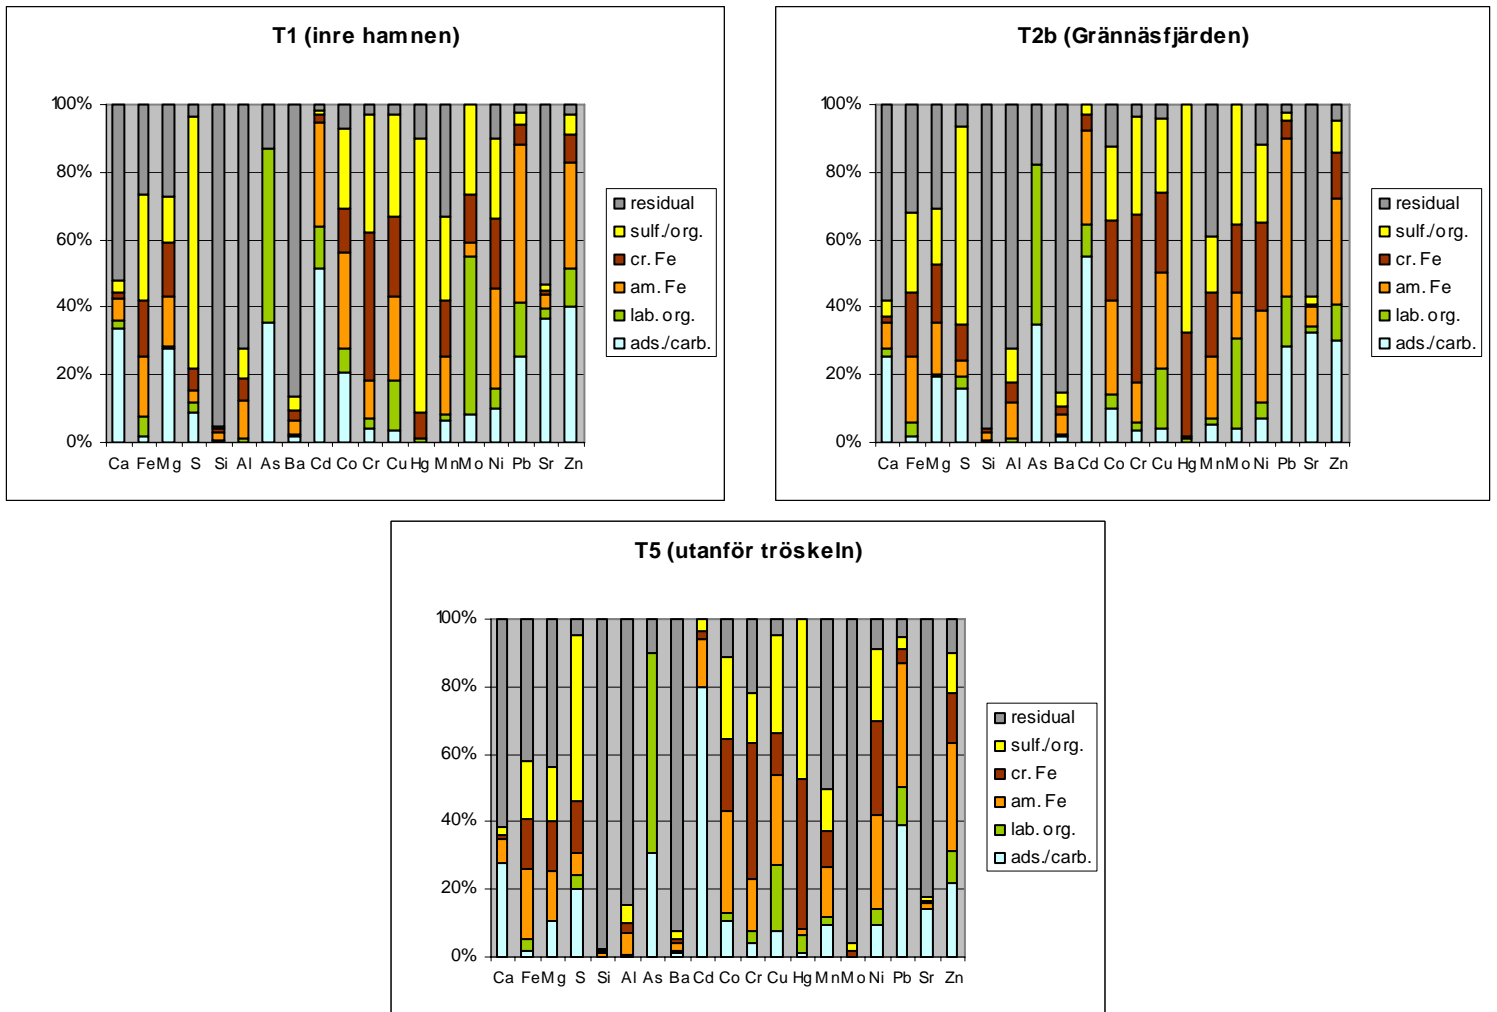 T1 (inre hamnen)
100%
80%
60%
40%
20%
0%
Ca Fe Mg S Si Al As Ba Cd Co Cr Cu Hg Mn Mo Ni Pb Sr Zn
residual
sulf./org.
cr. Fe
am. Fe
lab. org.
ads./carb.
T2b (Grännäsfjärden)
100%
80%
60%
40%
20%
0%
Ca Fe Mg S Si Al As Ba Cd Co Cr Cu Hg Mn Mo Ni Pb Sr Zn
residual
sulf./org.
cr. Fe
am. Fe
lab. org.
ads./carb.
T5 (utanför tröskeln)
100%
80%
60%
40%
20%
0%
Ca Fe Mg S Si Al As Ba Cd Co Cr Cu Hg Mn Mo Ni Pb Sr Zn
residual
sulf./org.
cr. Fe
am. Fe
lab. org.
ads./carb.